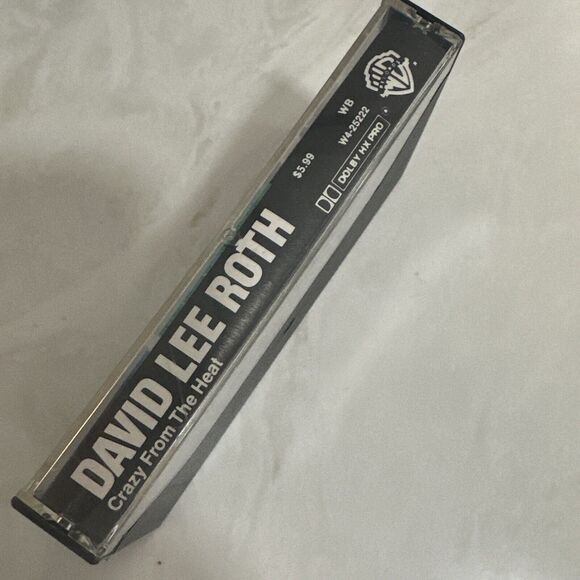 DAVID LEE ROTH
Crazy From The Heat
$5.99
WB
W4-25222
DOLBY HX PRO